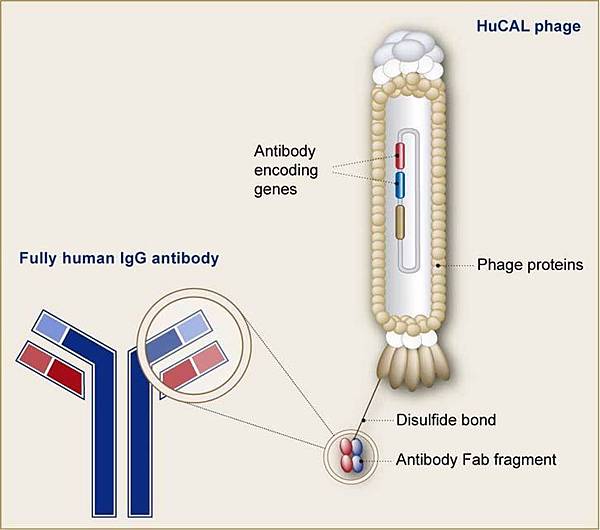 HuCAL phage
Antibody
encoding
genes
Fully human IgG antibody
Phage proteins
Disulfide bond
Antibody Fab fragment